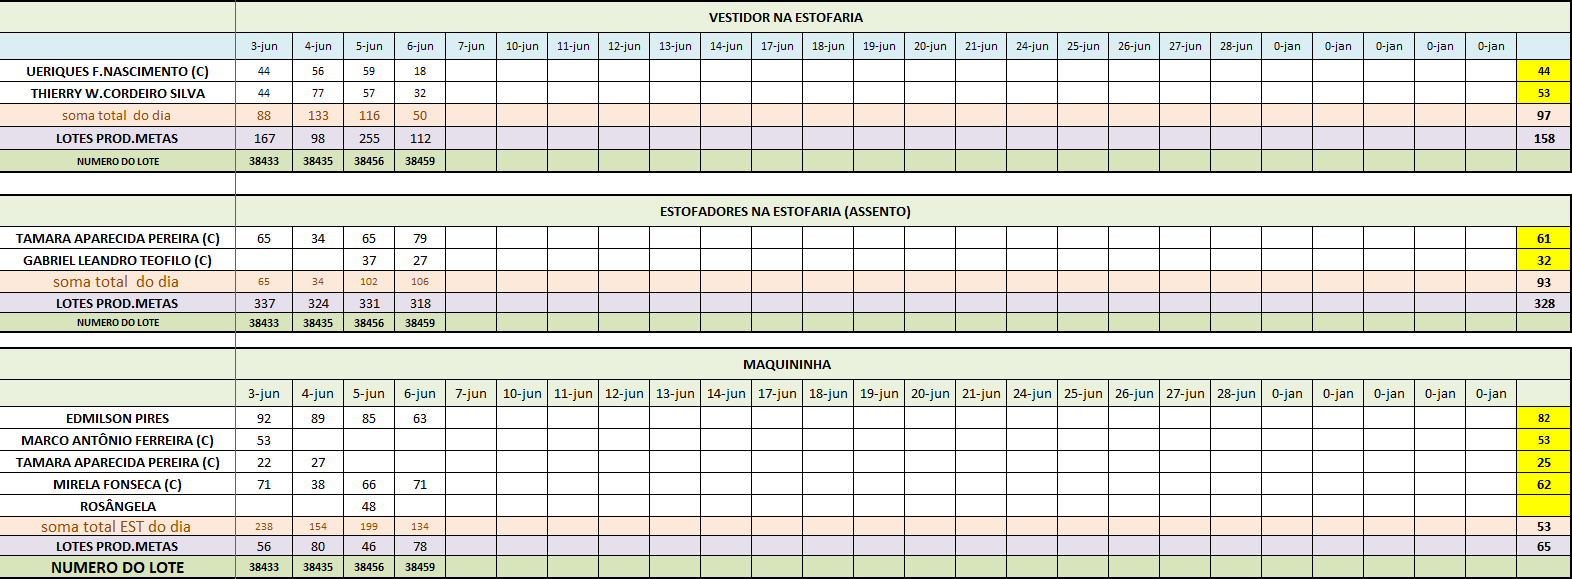 VESTIDOR NA ESTOFARIA
3-jun 4-jun 5-jun 6-jun 7-jun 10-jun 11-jun 12-jun 13-jun 14-jun 17-jun 18-jun 19-jun 20-jun 21-jun 24-jun 25-jun 26-jun 27-jun 28-jun 0-jan 0-jan 0-jan 0-jan 0-jan
UERIQUES F.NASCIMENTO (C) 44 56 59 18 44
THIERRY W.CORDEIRO SILVA 44 77 57 32 53
soma total do dia 88 133 116 50 97
LOTES PROD.METAS 167 98 255 112 158
NUMERO DO LOTE 38433 38435 38456 38459
ESTOFADORES NA ESTOFARIA (ASSENTO)
TAMARA APARECIDA PEREIRA (C) 65 34 65 79 61
GABRIEL LEANDRO TEOFILO (C) 37 27 32
soma total do dia 65 34 102 106 93
LOTES PROD.METAS 337 324 331 318 328
NUMERO DO LOTE 38433 38435 38456 38459
MAQUININHA
3-jun 4-jun 5-jun 6-jun 7-jun 10-jun 11-jun 12-jun 13-jun 14-jun 17-jun 18-jun 19-jun 20-jun 21-jun 24-jun 25-jun 26-jun 27-jun 28-jun 0-jan 0-jan 0-jan 0-jan 0-jan
EDMILSON PIRES 92 89 85 63 82
MARCO ANTÔNIO FERREIRA (C) 53 53
TAMARA APARECIDA PEREIRA (C) 22 27 25
MIRELA FONSECA (C) 71 38 66 71 62
ROSÂNGELA 48
soma total EST do dia 238 154 199 134 53
LOTES PROD.METAS 56 80 46 78 65
NUMERO DO LOTE 38433 38435 38456 38459